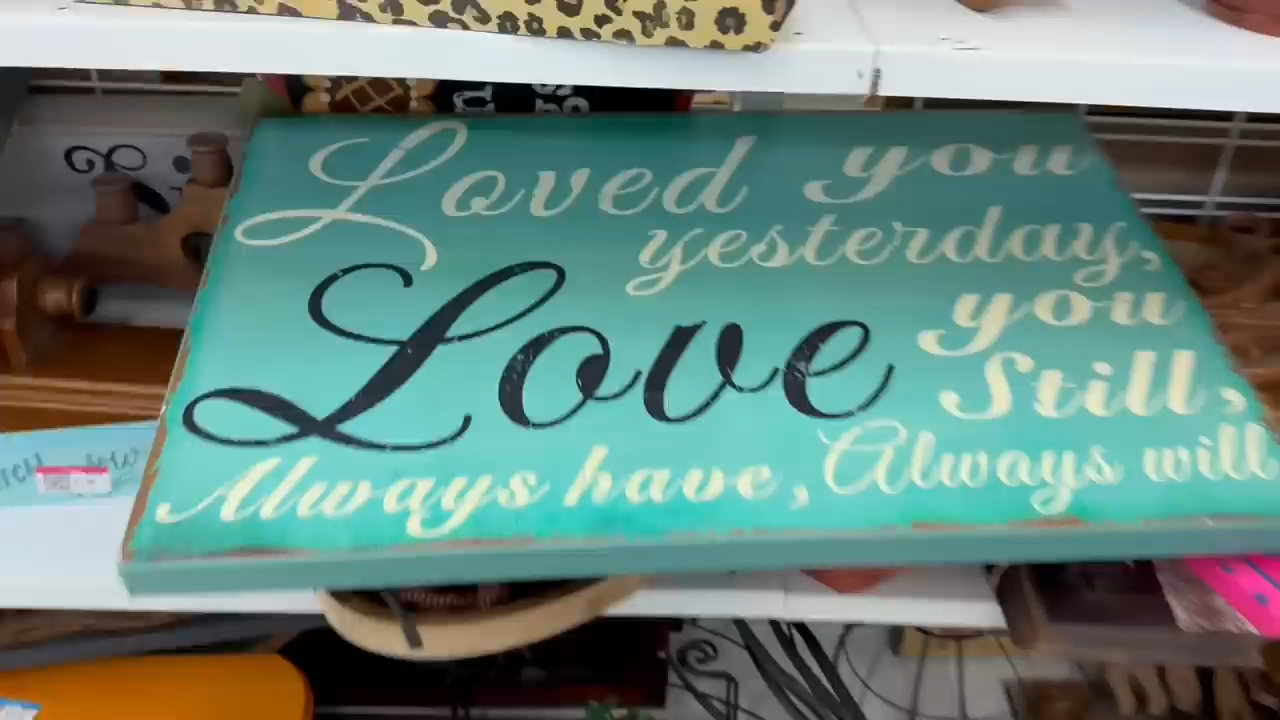 Loved you
yesterday,
Love you
Still,
Always have, Always will